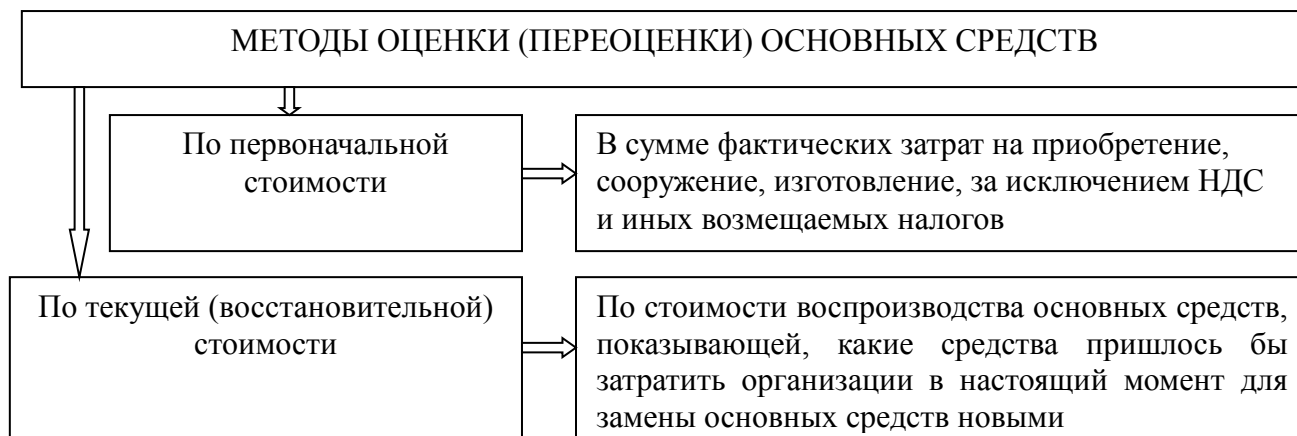 МЕТОДЫ ОЦЕНКИ (ПЕРЕОЦЕНКИ) ОСНОВНЫХ СРЕДСТВ
По первоначальной
стоимости
В сумме фактических затрат на приобретение,
сооружение, изготовление, за исключением НДС
и иных возмещаемых налогов
По текущей (восстановительной)
стоимости
По стоимости воспроизводства основных средств,
показывающей, какие средства пришлось бы
затратить организации в настоящий момент для
замены основных средств новыми